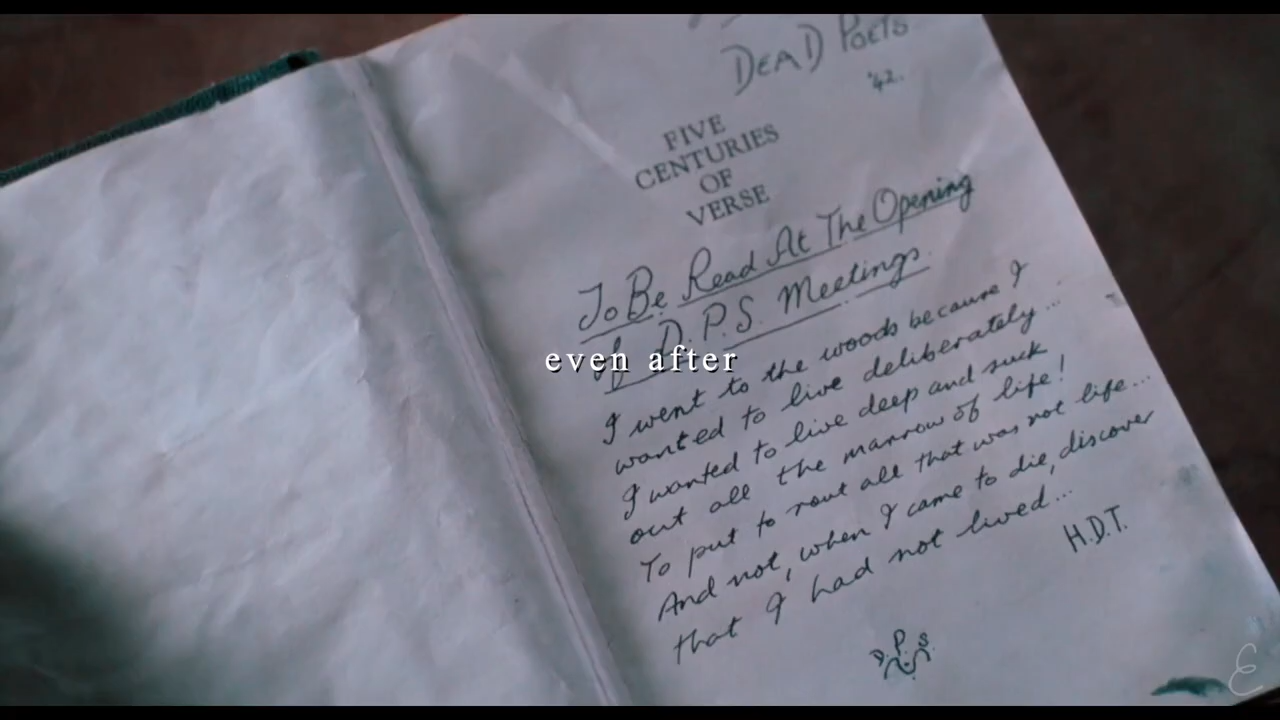 DEAD POETS
'42.
FIVE
CENTURIES
OF
VERSE
To Be Read At The Opening
Of D.P.S. Meetings.
even after
I went to the woods because I
wanted to live deliberately...
I wanted to live deep and suck
out all the marrow of life!
To put to rout all that was not life...
And not, when I came to die, discover
that I had not lived...
H.D.T.
D P S
E